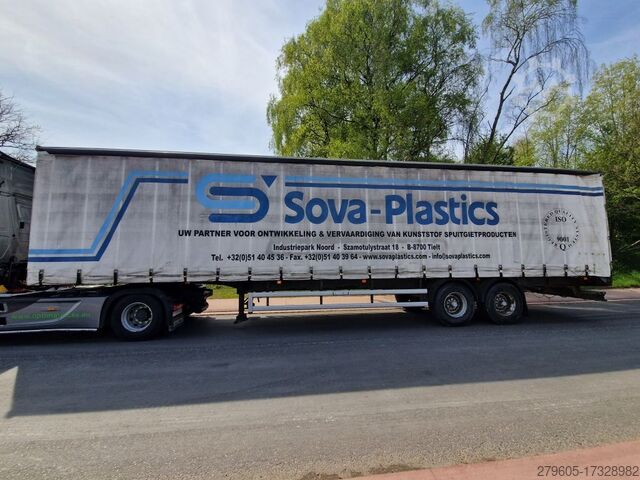 Sova-Plastics
UW PARTNER VOOR ONTWIKKELING & VERVAARDIGING VAN KUNSTSTOF SPUITGIETPRODUCTEN
Industriepark Noord - Szamotulystraat 18 - B-8700 Tielt
Tel. +32(0)51 40 45 36 - Fax. +32(0)51 40 39 64 - www.sovaplastics.com - info@sovaplastics.com
ISO
9001
279605-17328982